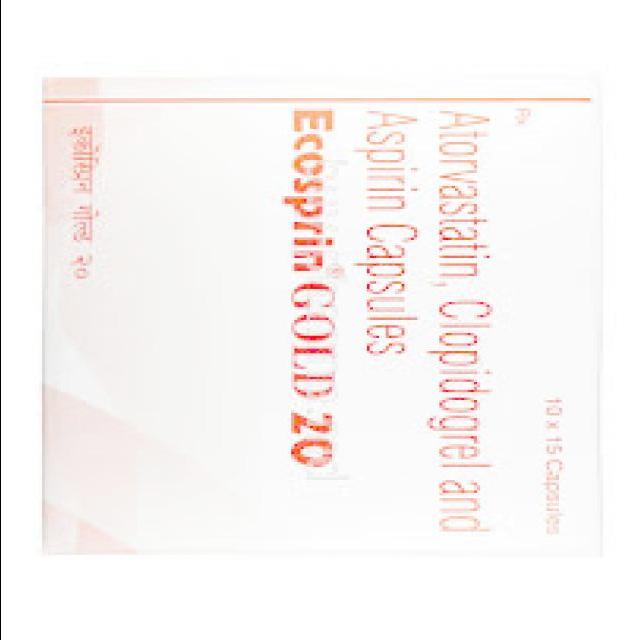 Rx
10 x 15 Capsules
Atorvastatin, Clopidogrel and
Aspirin Capsules
Ecosprin® GOLD 20
इकोस्प्रिन गोल्ड २०